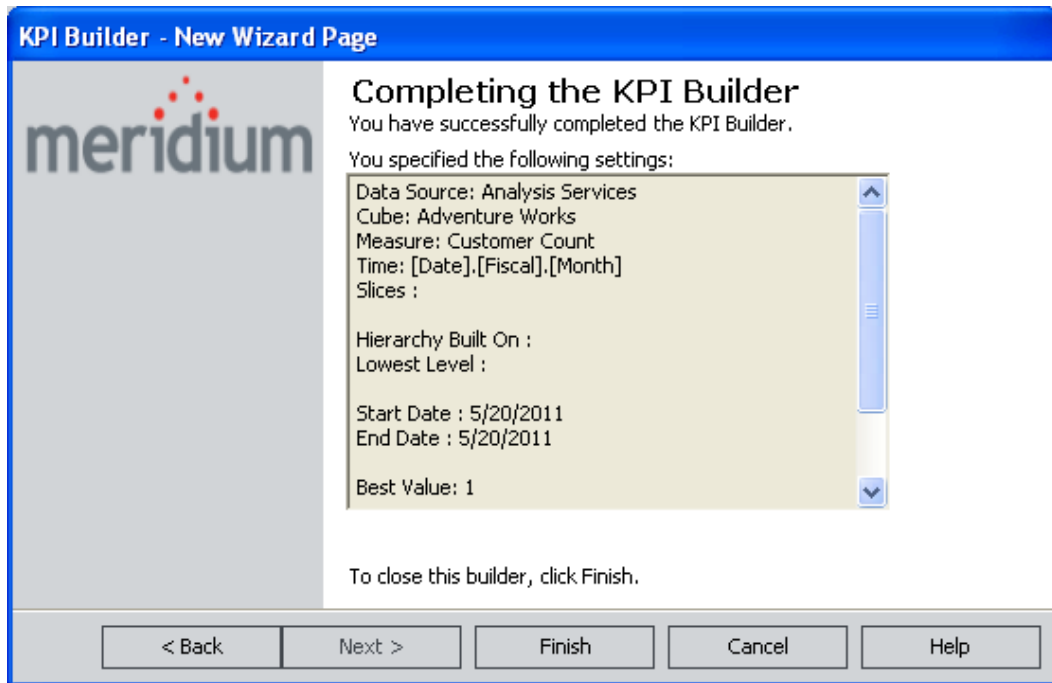 KPI Builder - New Wizard Page
meridium
Completing the KPI Builder
You have successfully completed the KPI Builder.
You specified the following settings:
Data Source: Analysis Services
Cube: Adventure Works
Measure: Customer Count
Time: [Date].[Fiscal].[Month]
Slices :
Hierarchy Built On :
Lowest Level :
Start Date : 5/20/2011
End Date : 5/20/2011
Best Value: 1
To close this builder, click Finish.
< Back
Next >
Finish
Cancel
Help